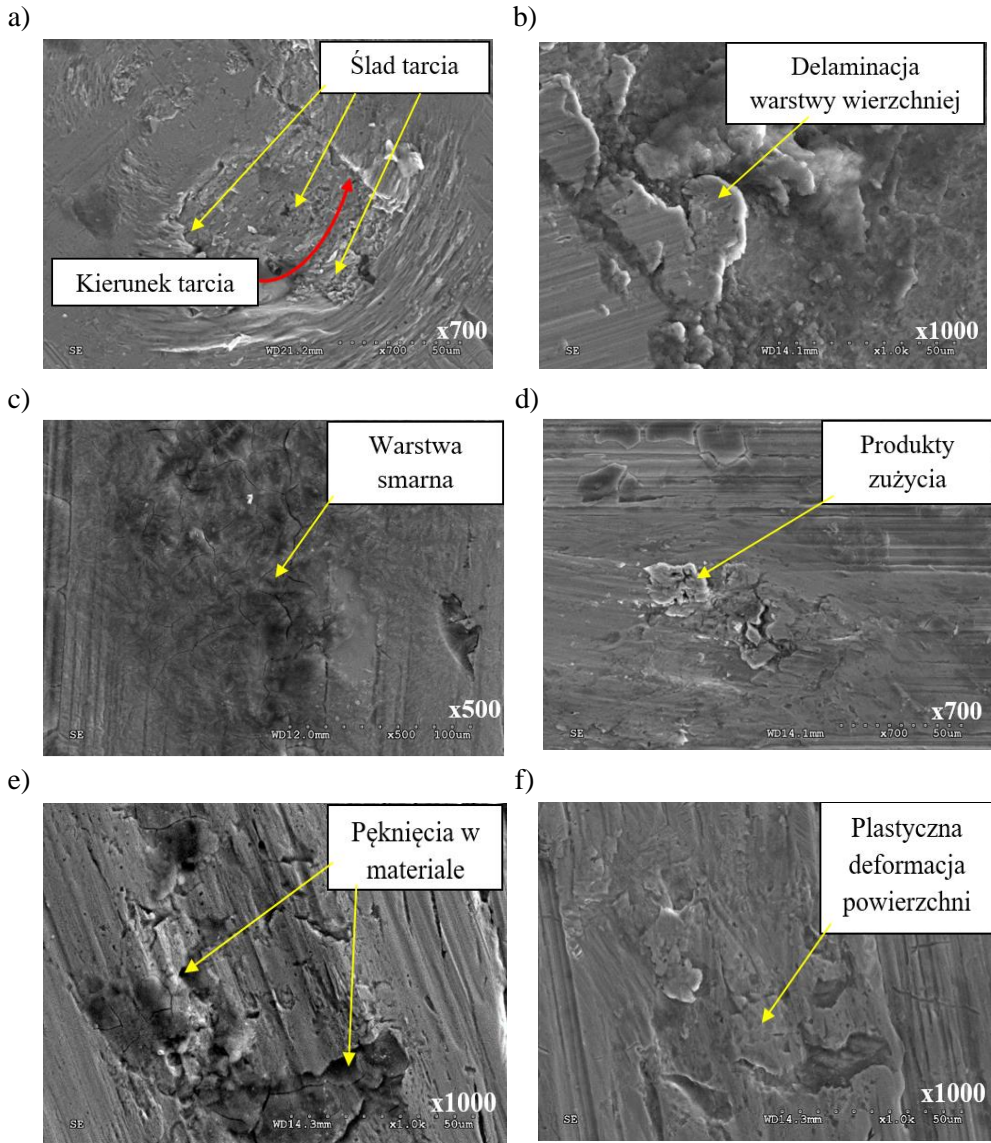 a)
Ślad tarcia
Kierunek tarcia
x700
SE WD21.2mm x700 50um
b)
Delaminacja
warstwy wierzchniej
x1000
SE WD14.1mm x1.0k 50um
c)
Warstwa
smarna
x500
SE WD12.0mm x500 100um
d)
Produkty
zużycia
x700
SE WD14.1mm x700 50um
e)
Pęknięcia w
materiale
x1000
SE WD14.3mm x1.0k 50um
f)
Plastyczna
deformacja
powierzchni
x1000
SE WD14.3mm x1.0k 50um